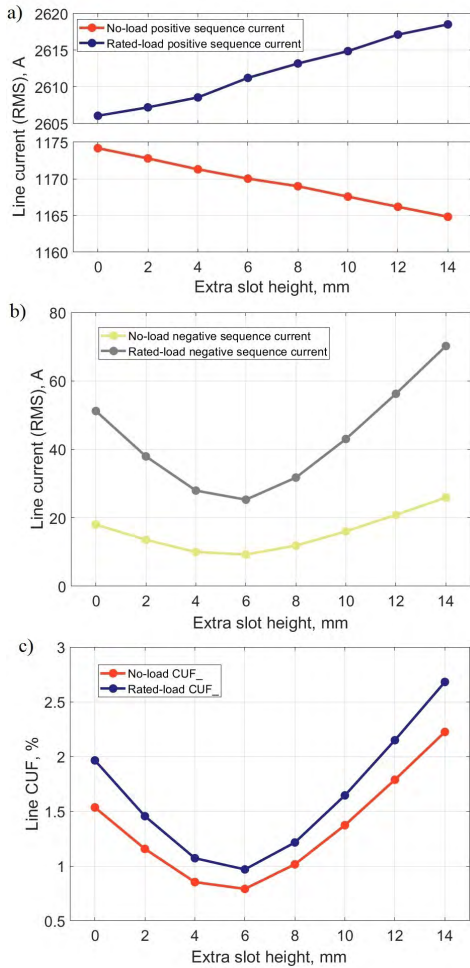 a)
2620
2615
2610
2605
1175
1170
1165
1160
Line current (RMS), A
No-load positive sequence current
Rated-load positive sequence current
0 2 4 6 8 10 12 14
Extra slot height, mm
b)
80
60
40
20
0
Line current (RMS), A
No-load negative sequence current
Rated-load negative sequence current
0 2 4 6 8 10 12 14
Extra slot height, mm
c)
3
2.5
2
1.5
1
0.5
Line CUF, %
No-load CUF_
Rated-load CUF_
0 2 4 6 8 10 12 14
Extra slot height, mm